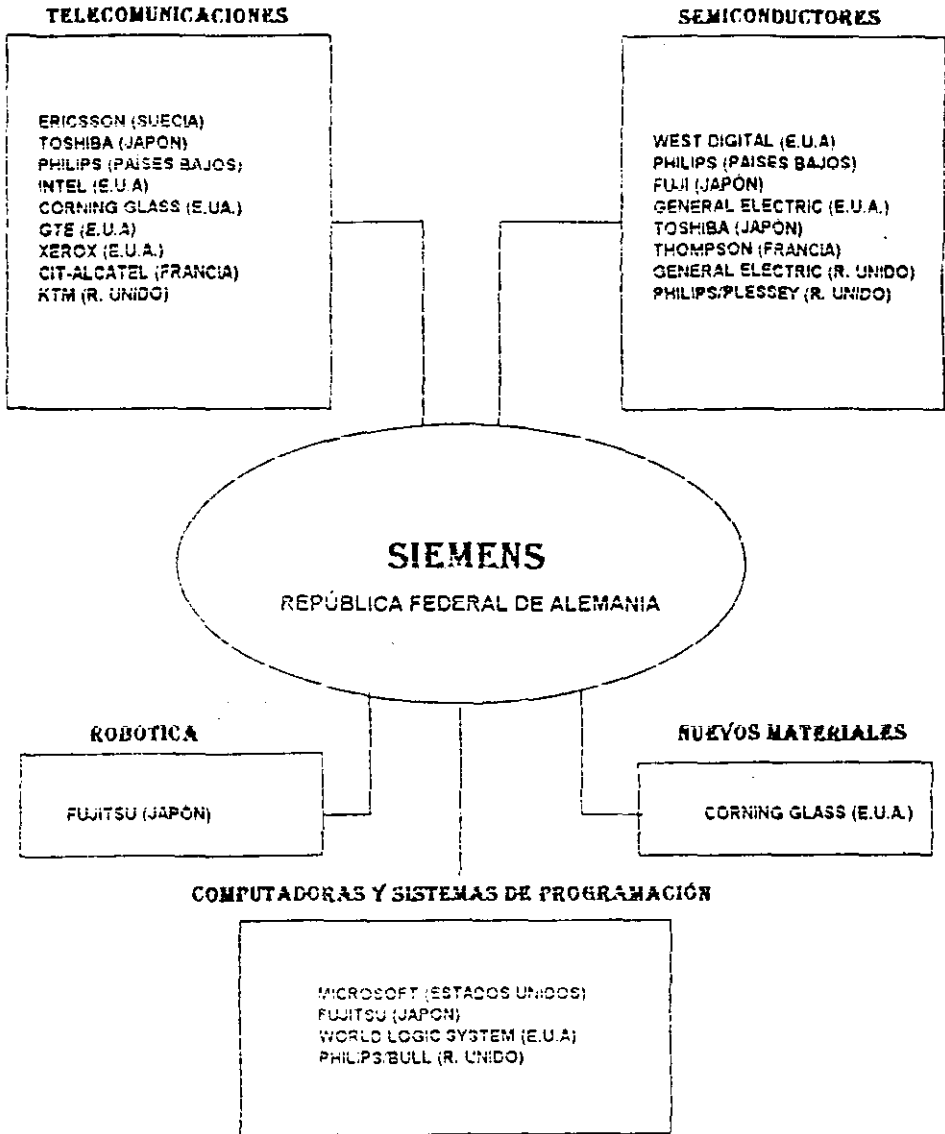 TELECOMUNICACIONES
ERICSSON (SUECIA)
TOSHIBA (JAPON)
PHILIPS (PAISES BAJOS)
INTEL (E.U.A)
CORNING GLASS (E.UA.)
GTE (E.U.A)
XEROX (E.U.A.)
CIT-ALCATEL (FRANCIA)
KTM (R. UNIDO)
SEMICONDUCTORES
WEST DIGITAL (E.U.A)
PHILIPS (PAISES BAJOS)
FUJI (JAPÓN)
GENERAL ELECTRIC (E.U.A.)
TOSHIBA (JAPÓN)
THOMPSON (FRANCIA)
GENERAL ELECTRIC (R. UNIDO)
PHILIPS/PLESSEY (R. UNIDO)
SIEMENS
REPÚBLICA FEDERAL DE ALEMANIA
ROBÓTICA
FUJITSU (JAPÓN)
NUEVOS MATERIALES
CORNING GLASS (E.U.A.)
COMPUTADORAS Y SISTEMAS DE PROGRAMACIÓN
MICROSOFT (ESTADOS UNIDOS)
FUJITSU (JAPON)
WORLD LOGIC SYSTEM (E.U.A)
PHILIPS/BULL (R. UNIDO)